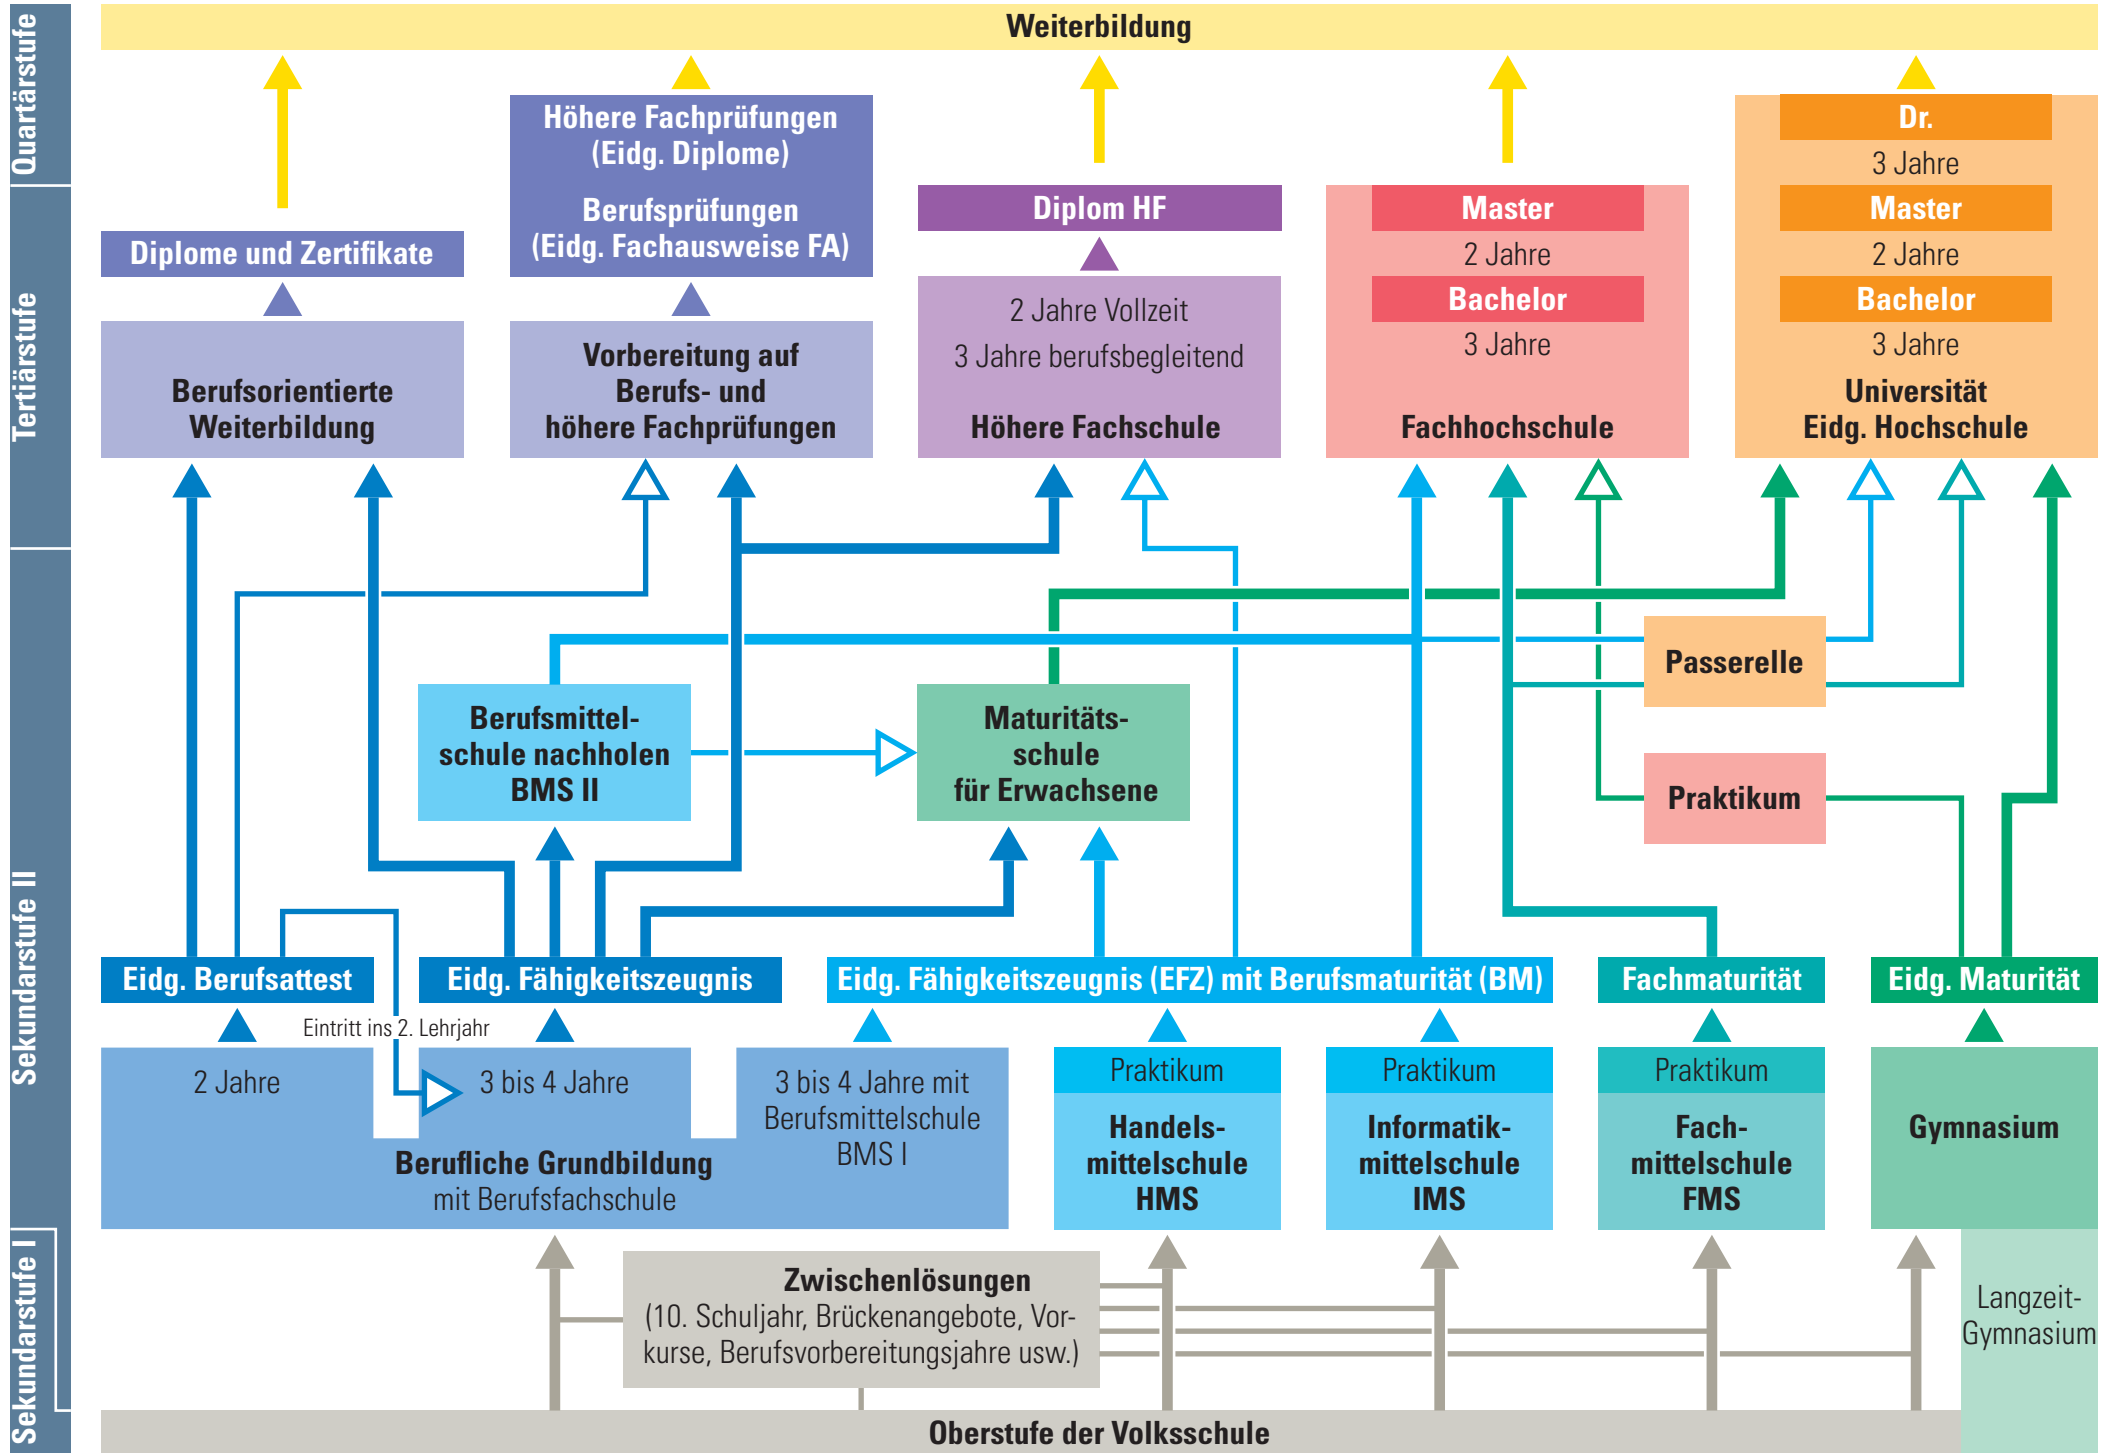 Weiterbildung
Quartärstufe
Tertiärstufe
Sekundarstufe II
Sekundarstufe I
Höhere Fachprüfungen
(Eidg. Diplome)
Berufsprüfungen
(Eidg. Fachausweise FA)
Diplome und Zertifikate
Diplom HF
Master
2 Jahre
Bachelor
3 Jahre
Fachhochschule
Dr.
3 Jahre
Master
2 Jahre
Bachelor
3 Jahre
Universität
Eidg. Hochschule
Berufsorientierte
Weiterbildung
Vorbereitung auf
Berufs- und
höhere Fachprüfungen
2 Jahre Vollzeit
3 Jahre berufsbegleitend
Höhere Fachschule
Passerelle
Berufsmittel-
schule nachholen
BMS II
Maturitäts-
schule
für Erwachsene
Praktikum
Eidg. Berufsattest
Eidg. Fähigkeitszeugnis
Eidg. Fähigkeitszeugnis (EFZ) mit Berufsmaturität (BM)
Fachmaturität
Eidg. Maturität
Eintritt ins 2. Lehrjahr
2 Jahre
3 bis 4 Jahre
3 bis 4 Jahre mit
Berufsmittelschule
BMS I
Berufliche Grundbildung
mit Berufsfachschule
Praktikum
Handels-
mittelschule
HMS
Praktikum
Informatik-
mittelschule
IMS
Praktikum
Fach-
mittelschule
FMS
Gymnasium
Zwischenlösungen
(10. Schuljahr, Brückenangebote, Vor-
kurse, Berufsvorbereitungsjahre usw.)
Langzeit-
Gymnasium
Oberstufe der Volksschule